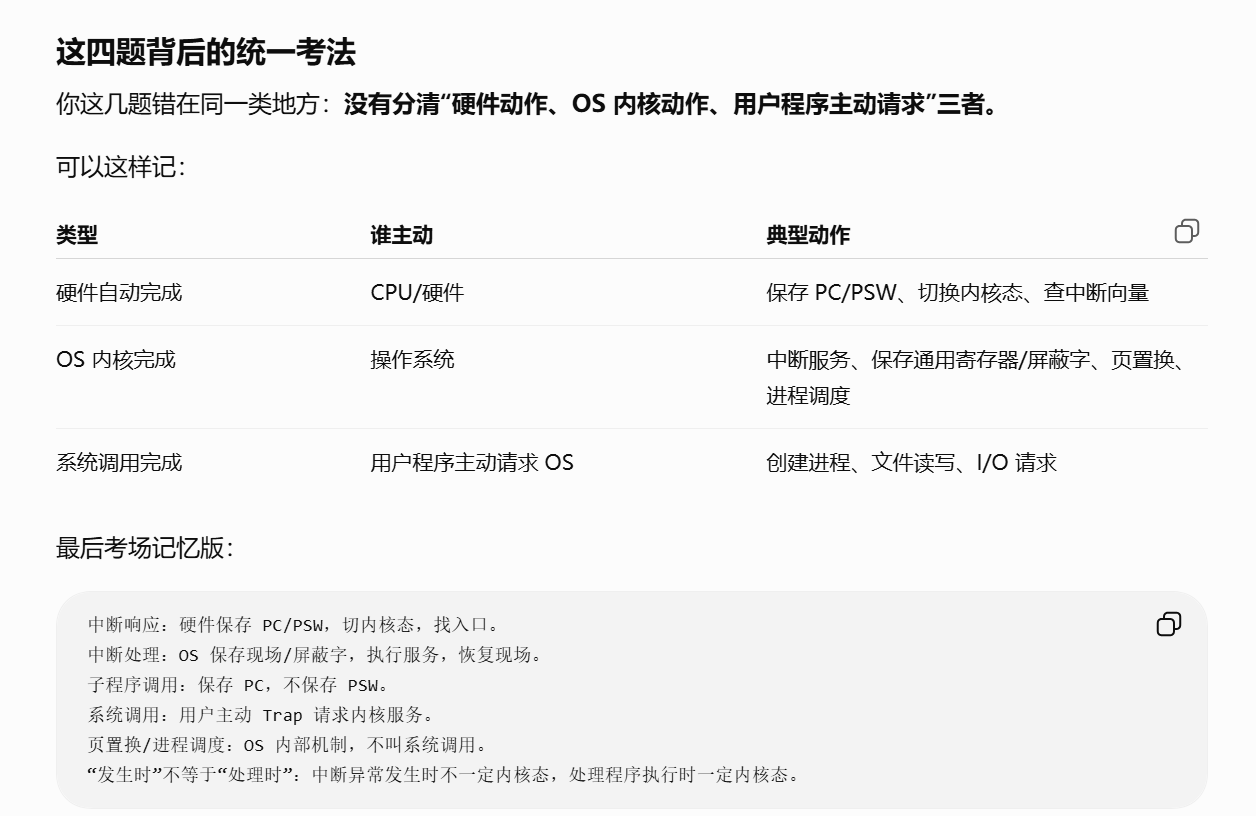 这四题背后的统一考法
你这几题错在同一类地方：没有分清“硬件动作、OS 内核动作、用户程序主动请求”三者。
可以这样记：
类型 谁主动 典型动作
硬件自动完成 CPU/硬件 保存 PC/PSW、切换内核态、查中断向量
OS 内核完成 操作系统 中断服务、保存通用寄存器/屏蔽字、页置换、
进程调度
系统调用完成 用户程序主动请求 OS 创建进程、文件读写、I/O 请求
最后考场记忆版：
中断响应：硬件保存 PC/PSW，切内核态，找入口。
中断处理：OS 保存现场/屏蔽字，执行服务，恢复现场。
子程序调用：保存 PC，不保存 PSW。
系统调用：用户主动 Trap 请求内核服务。
页置换/进程调度：OS 内部机制，不叫系统调用。
“发生时”不等于“处理时”：中断异常发生时不一定内核态，处理程序执行时一定内核态。